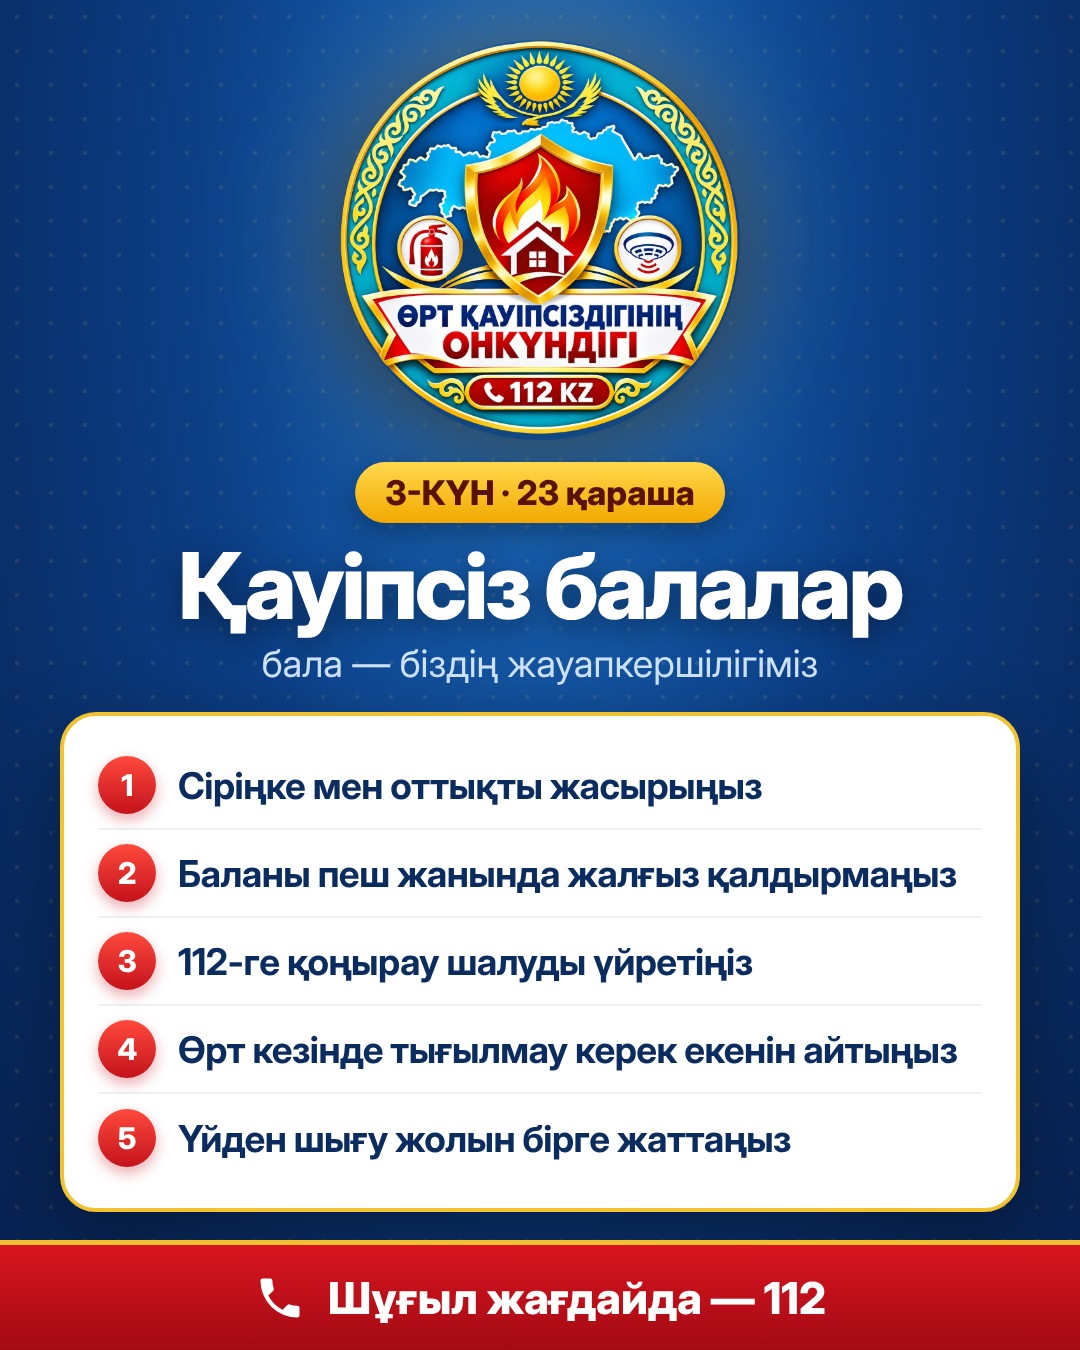 ӨРТ ҚАУІПСІЗДІГІНІҢ
ОНКҮНДІГІ
112 KZ
3-КҮН · 23 қараша
Қауіпсіз балалар
бала — біздің жауапкершілігіміз
1 Сіріңке мен оттықты жасырыңыз
2 Баланы пеш жанында жалғыз қалдырмаңыз
3 112-ге қоңырау шалуды үйретіңіз
4 Өрт кезінде тығылмау керек екенін айтыңыз
5 Үйден шығу жолын бірге жаттаңыз
Шұғыл жағдайда — 112